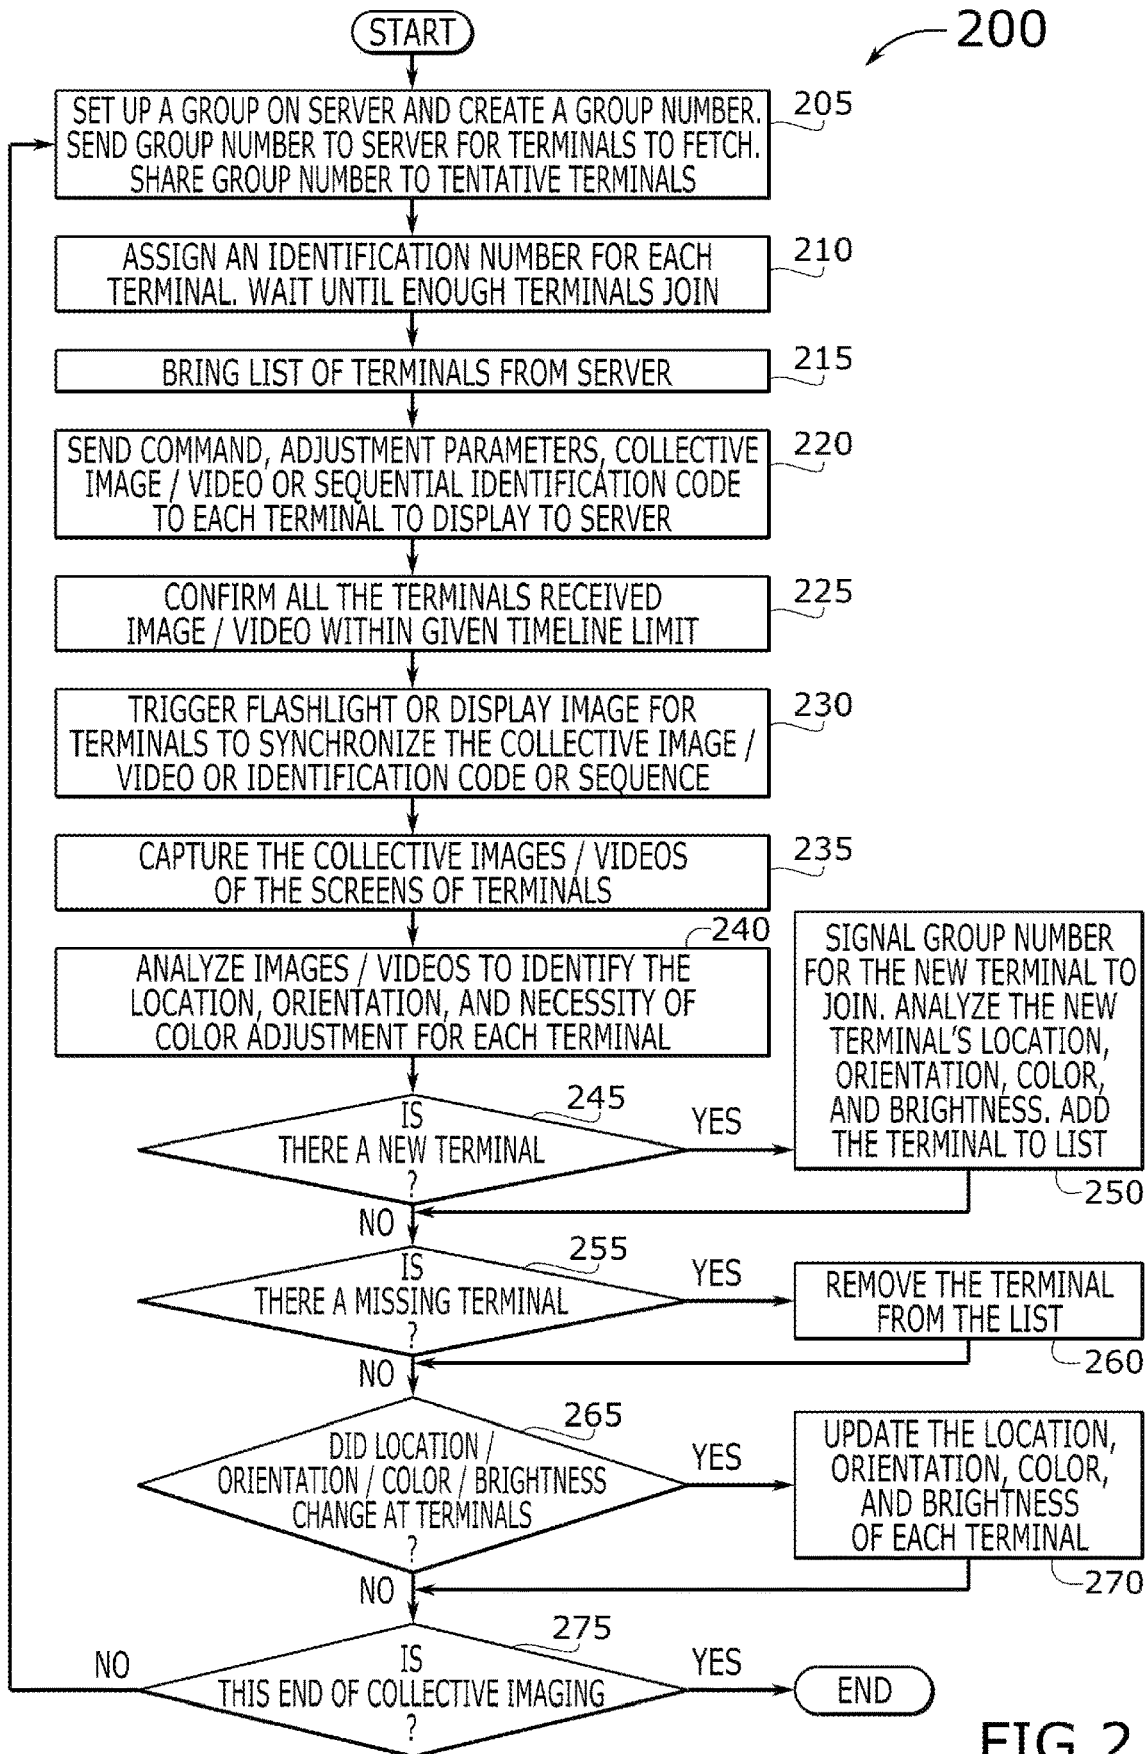 START
200
SET UP A GROUP ON SERVER AND CREATE A GROUP NUMBER.
SEND GROUP NUMBER TO SERVER FOR TERMINALS TO FETCH.
SHARE GROUP NUMBER TO TENTATIVE TERMINALS
205
ASSIGN AN IDENTIFICATION NUMBER FOR EACH
TERMINAL. WAIT UNTIL ENOUGH TERMINALS JOIN
210
BRING LIST OF TERMINALS FROM SERVER
215
SEND COMMAND, ADJUSTMENT PARAMETERS, COLLECTIVE
IMAGE / VIDEO OR SEQUENTIAL IDENTIFICATION CODE
TO EACH TERMINAL TO DISPLAY TO SERVER
220
CONFIRM ALL THE TERMINALS RECEIVED
IMAGE / VIDEO WITHIN GIVEN TIMELINE LIMIT
225
TRIGGER FLASHLIGHT OR DISPLAY IMAGE FOR
TERMINALS TO SYNCHRONIZE THE COLLECTIVE IMAGE /
VIDEO OR IDENTIFICATION CODE OR SEQUENCE
230
CAPTURE THE COLLECTIVE IMAGES / VIDEOS
OF THE SCREENS OF TERMINALS
235
ANALYZE IMAGES / VIDEOS TO IDENTIFY THE
LOCATION, ORIENTATION, AND NECESSITY OF
COLOR ADJUSTMENT FOR EACH TERMINAL
240
IS
THERE A NEW TERMINAL
?
245
YES
NO
SIGNAL GROUP NUMBER
FOR THE NEW TERMINAL TO
JOIN. ANALYZE THE NEW
TERMINAL'S LOCATION,
ORIENTATION, COLOR,
AND BRIGHTNESS. ADD
THE TERMINAL TO LIST
250
IS
THERE A MISSING TERMINAL
?
255
YES
NO
REMOVE THE TERMINAL
FROM THE LIST
260
DID LOCATION /
ORIENTATION / COLOR / BRIGHTNESS
CHANGE AT TERMINALS
?
265
YES
NO
UPDATE THE LOCATION,
ORIENTATION, COLOR,
AND BRIGHTNESS
OF EACH TERMINAL
270
IS
THIS END OF COLLECTIVE IMAGING
?
275
NO
YES
END
FIG.2